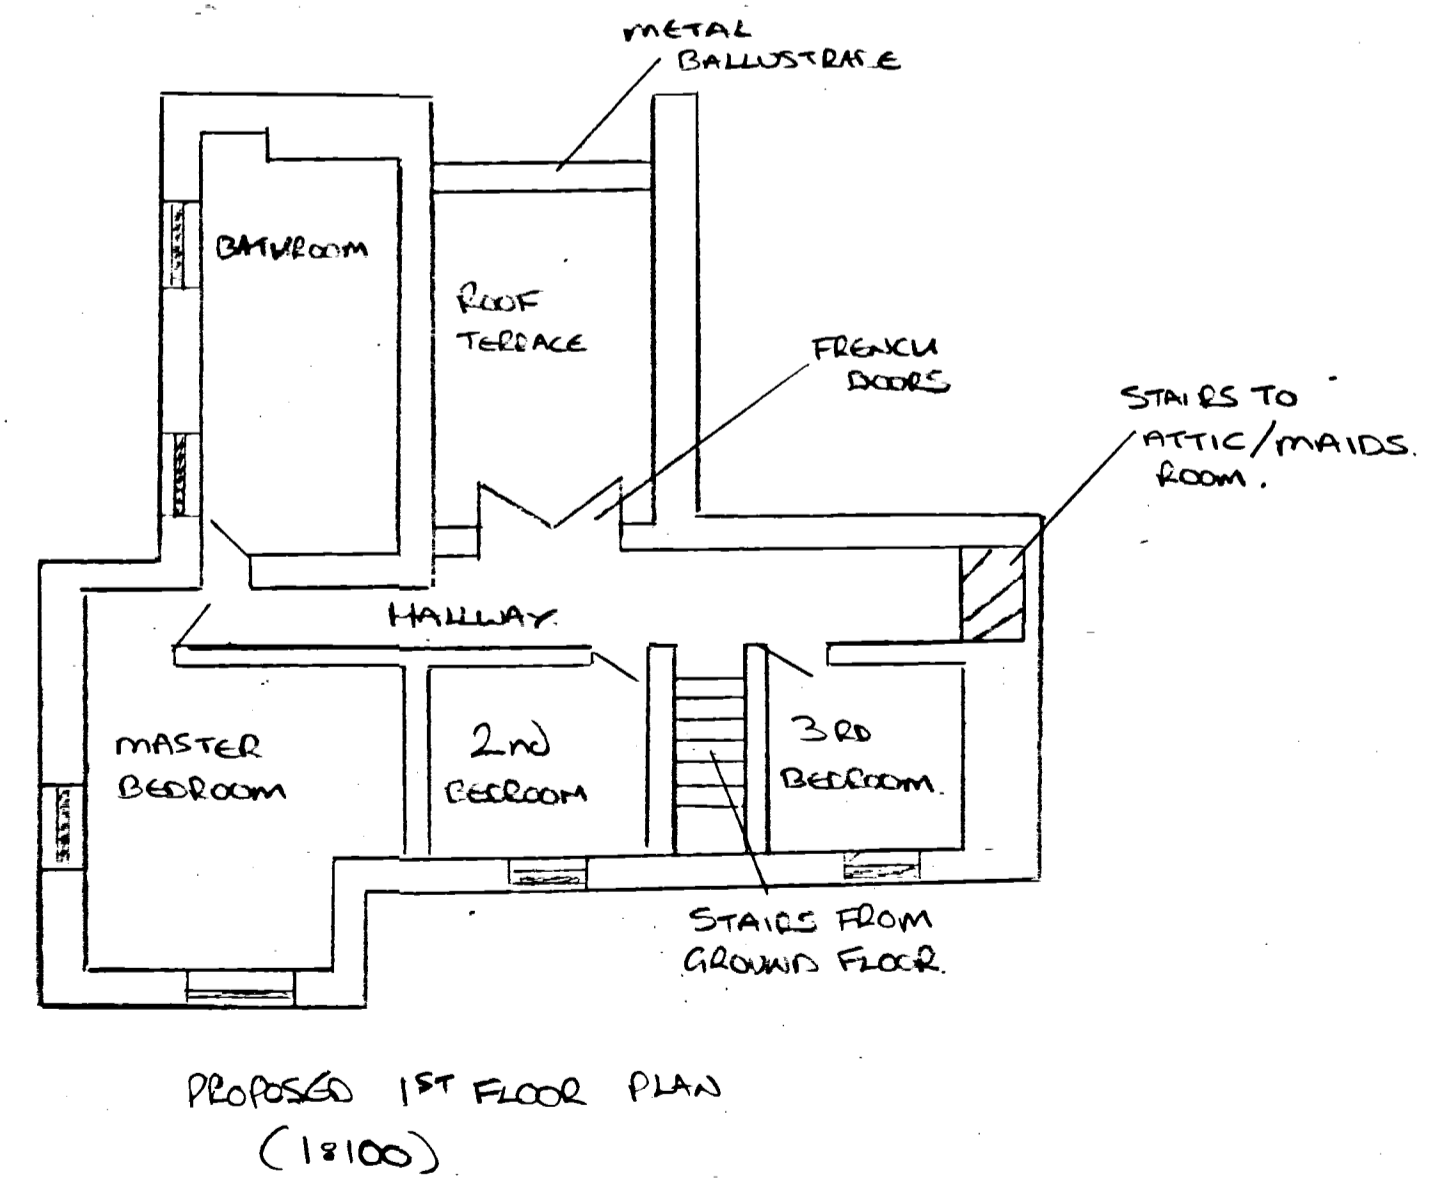 METAL
BALLUSTRADE
BATHROOM
ROOF
TERRACE
FRENCH
DOORS
STAIRS TO
ATTIC/MAIDS.
ROOM.
HALLWAY.
MASTER
BEDROOM
2nd
BEDROOM
3RD
BEDROOM.
STAIRS FROM
GROUND FLOOR.
PROPOSED 1ST FLOOR PLAN
(1:100)